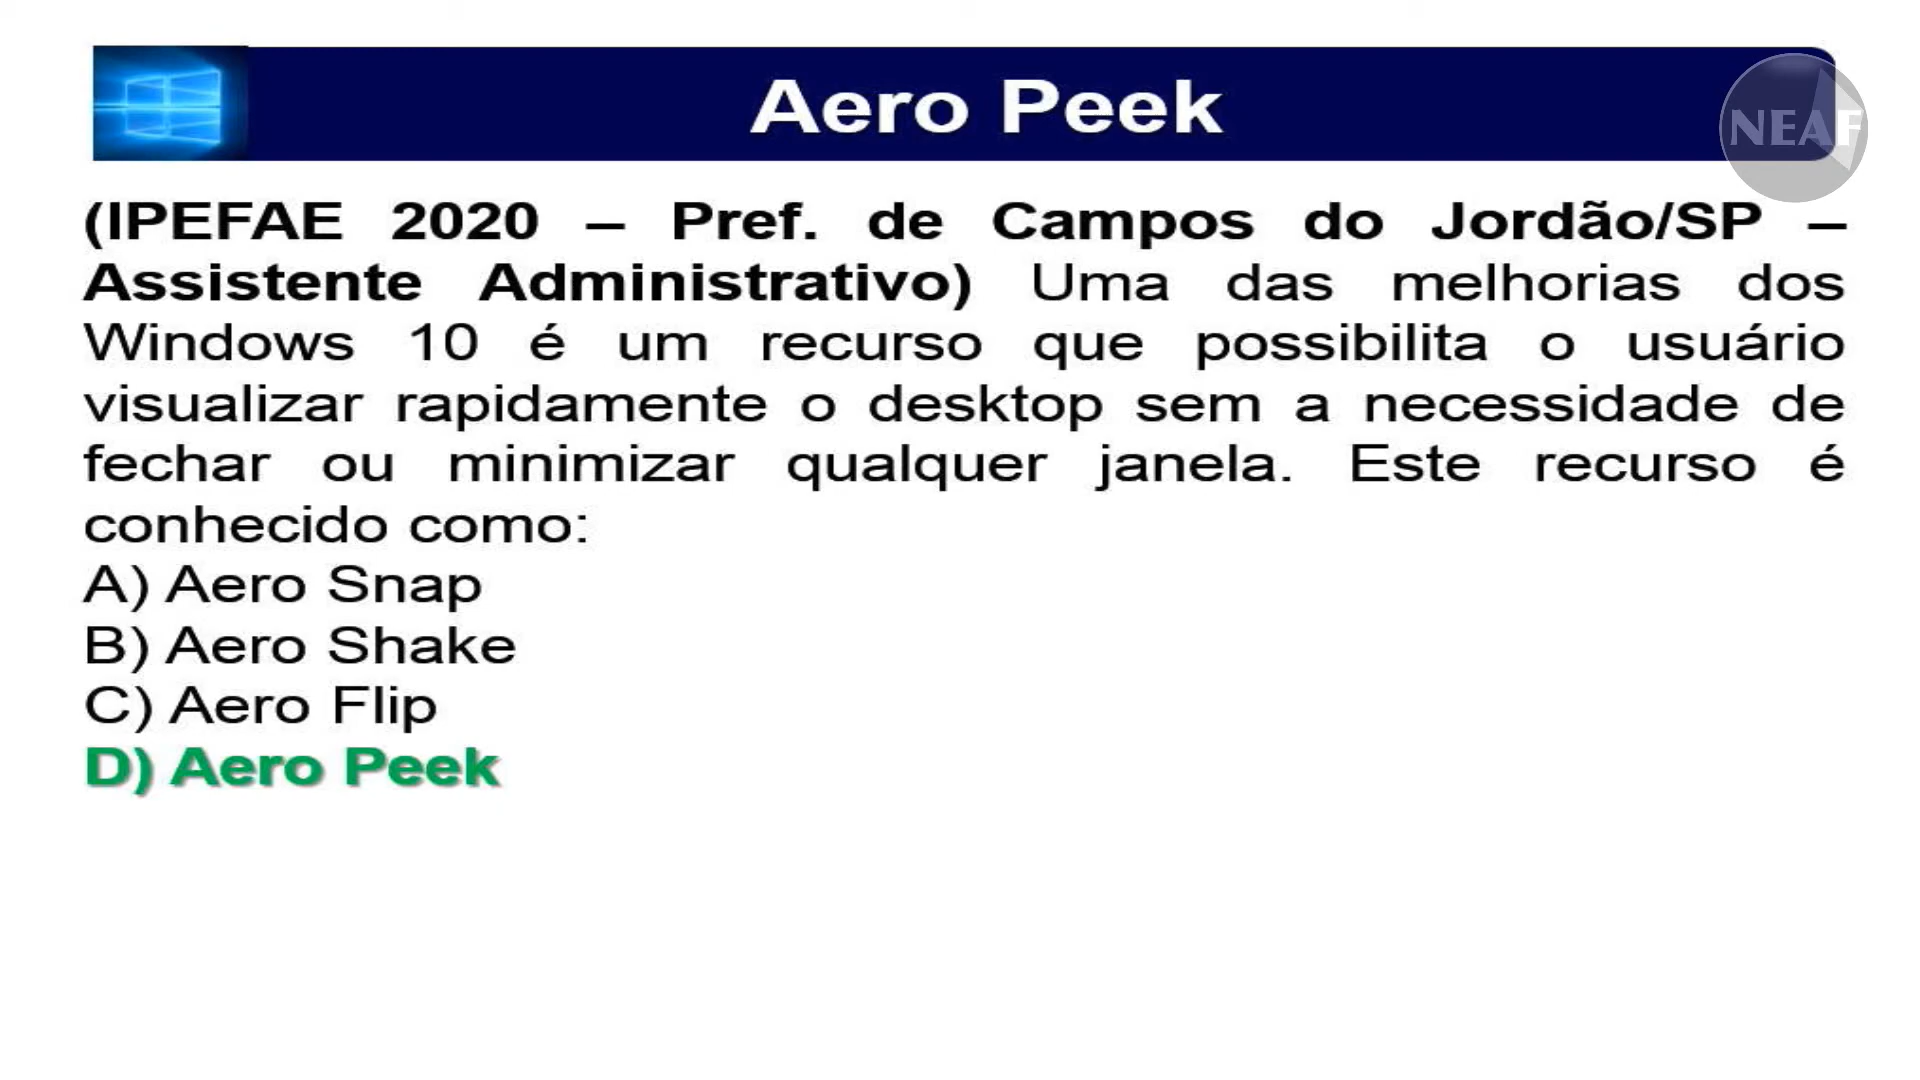 Aero Peek
NEAF
(IPEFAE 2020 – Pref. de Campos do Jordão/SP –
Assistente Administrativo) Uma das melhorias dos
Windows 10 é um recurso que possibilita o usuário
visualizar rapidamente o desktop sem a necessidade de
fechar ou minimizar qualquer janela. Este recurso é
conhecido como:
A) Aero Snap
B) Aero Shake
C) Aero Flip
D) Aero Peek